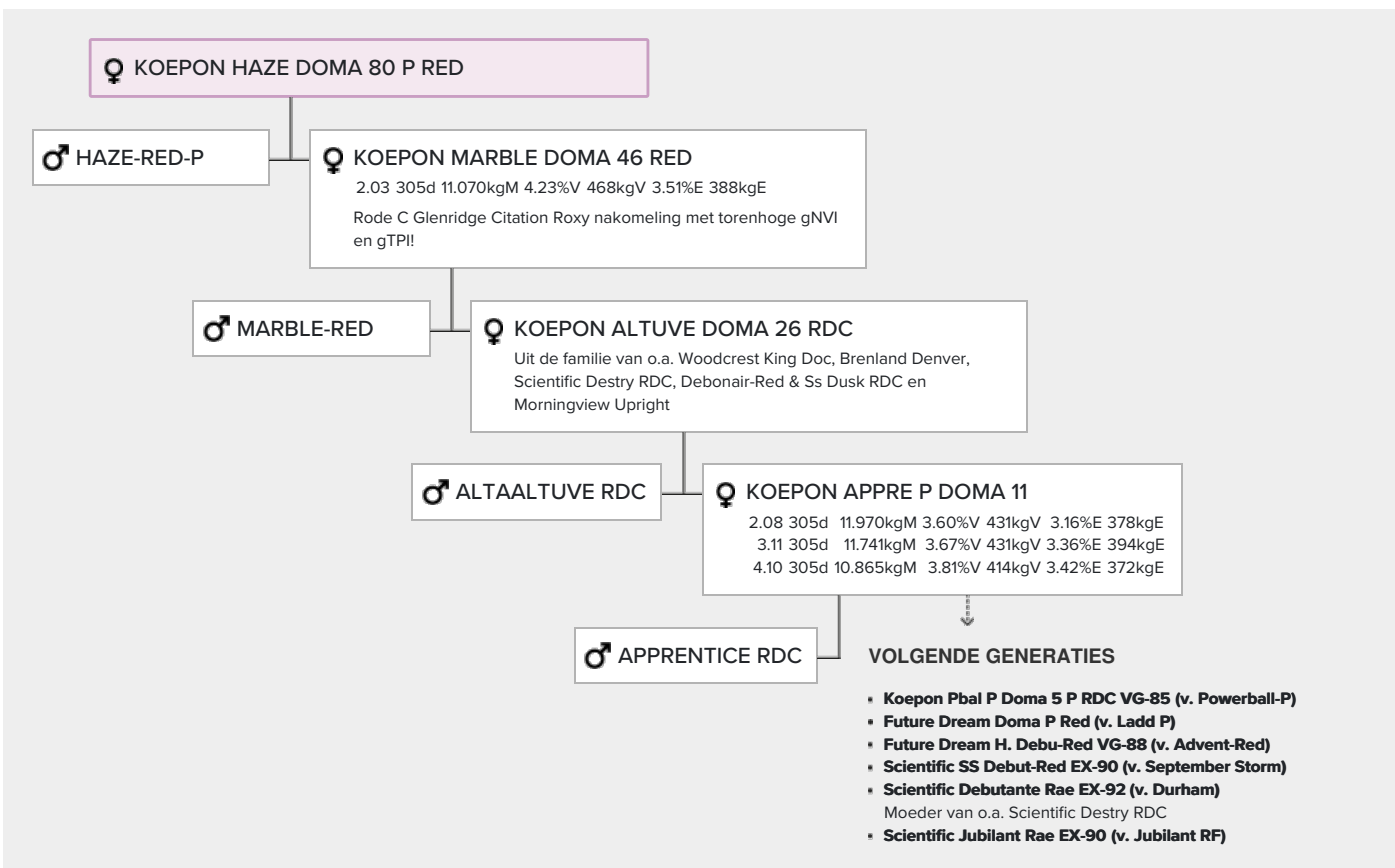 KOEPON HAZE DOMA 80 P RED
HAZE-RED-P
KOEPON MARBLE DOMA 46 RED
2.03 305d 11.070kgM 4.23%V 468kgV 3.51%E 388kgE
Rode C Glenridge Citation Roxy nakomeling met torenhoge gNVI
en gTPI!
MARBLE-RED
KOEPON ALTUVE DOMA 26 RDC
Uit de familie van o.a. Woodcrest King Doc, Brenland Denver,
Scientific Destry RDC, Debonair-Red & Ss Dusk RDC en
Morningview Upright
ALTAALTUVE RDC
KOEPON APPRE P DOMA 11
2.08 305d 11.970kgM 3.60%V 431kgV 3.16%E 378kgE
3.11 305d 11.741kgM 3.67%V 431kgV 3.36%E 394kgE
4.10 305d 10.865kgM 3.81%V 414kgV 3.42%E 372kgE
APPRENTICE RDC
VOLGENDE GENERATIES
▪ Koepon Pbal P Doma 5 P RDC VG-85 (v. Powerball-P)
▪ Future Dream Doma P Red (v. Ladd P)
▪ Future Dream H. Debu-Red VG-88 (v. Advent-Red)
▪ Scientific SS Debut-Red EX-90 (v. September Storm)
▪ Scientific Debutante Rae EX-92 (v. Durham)
Moeder van o.a. Scientific Destry RDC
▪ Scientific Jubilant Rae EX-90 (v. Jubilant RF)